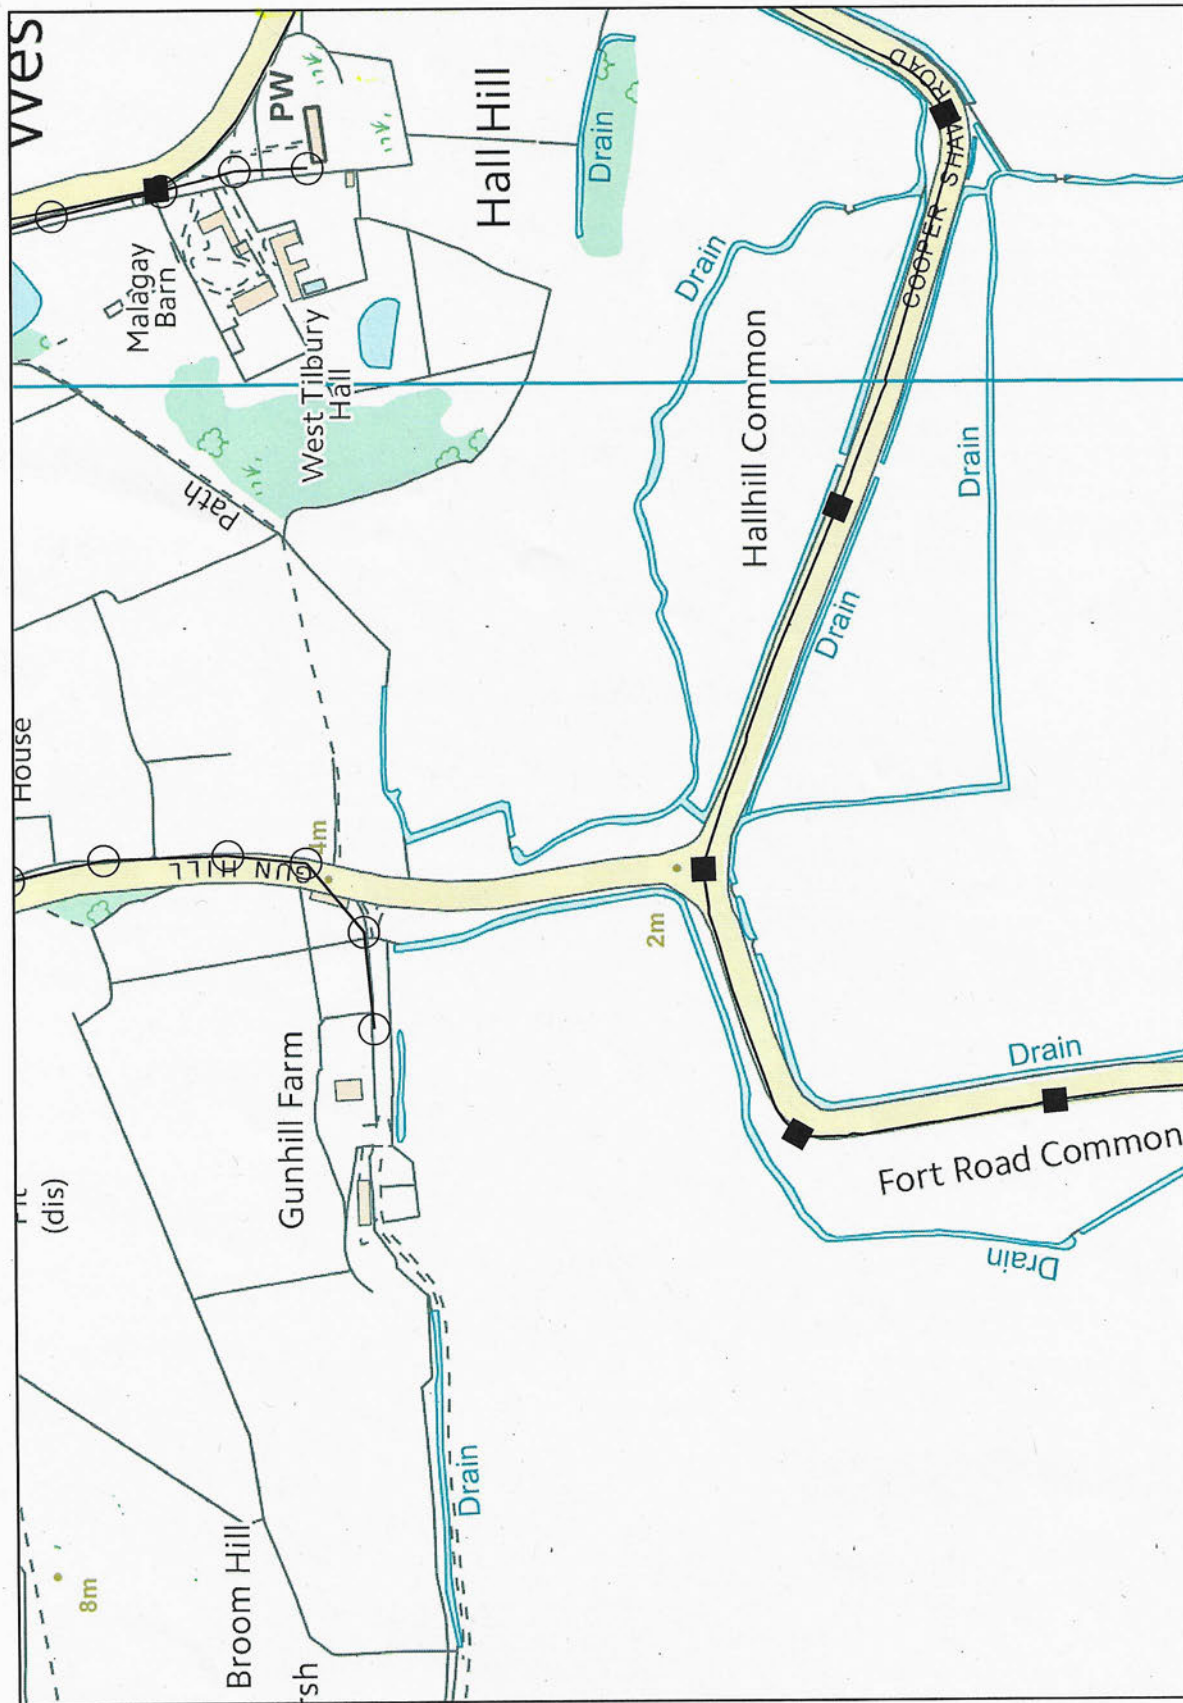 Wes
PW
Hall Hill
Drain
ROAD
COOPER SHAW
Malagay
Barn
West Tilbury
Hall
Path
Drain
Hallhill Common
Drain
Drain
House
GUN HILL
4m
2m
Gunhill Farm
(dis)
Drain
Fort Road Common
Drain
Drain
Broom Hill
8m